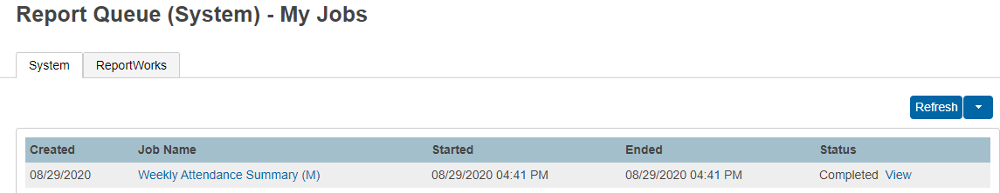 Report Queue (System) - My Jobs
System ReportWorks
Refresh
Created Job Name Started Ended Status
08/29/2020 Weekly Attendance Summary (M) 08/29/2020 04:41 PM 08/29/2020 04:41 PM Completed View